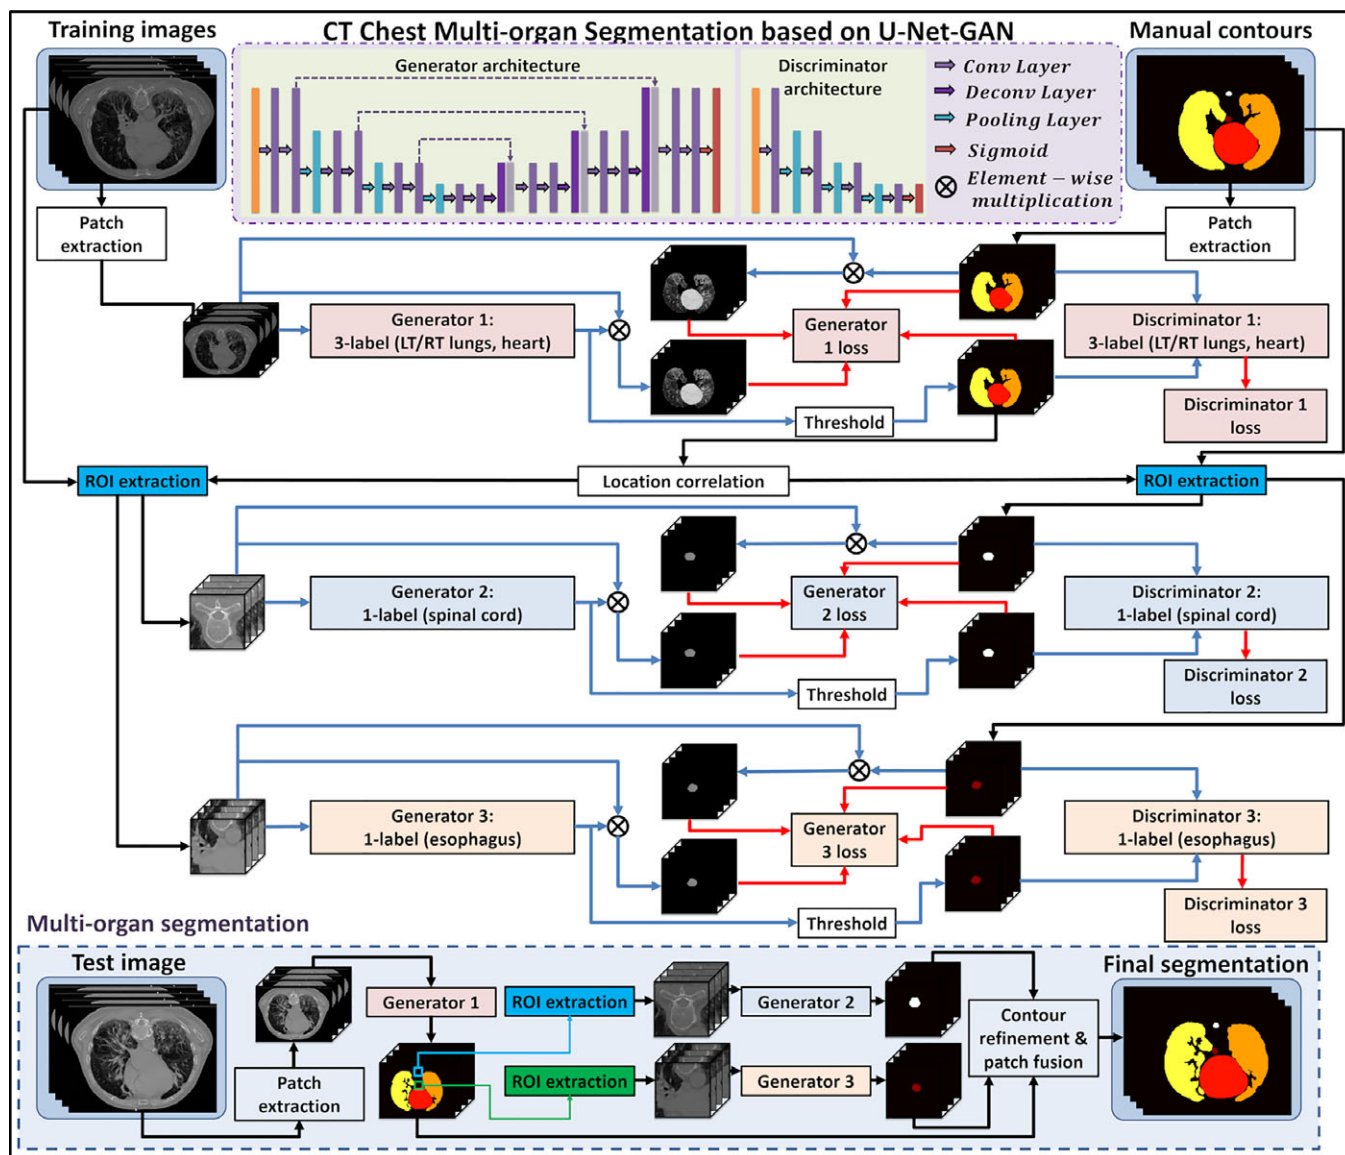 Training images
CT Chest Multi-organ Segmentation based on U-Net-GAN
Manual contours
Generator architecture
Discriminator
architecture
Conv Layer
Deconv Layer
Pooling Layer
Sigmoid
Element – wise
multiplication
Patch
extraction
Patch
extraction
Generator 1:
3-label (LT/RT lungs, heart)
Generator
1 loss
Discriminator 1:
3-label (LT/RT lungs, heart)
Threshold
Discriminator 1
loss
ROI extraction
Location correlation
ROI extraction
Generator 2:
1-label (spinal cord)
Generator
2 loss
Discriminator 2:
1-label (spinal cord)
Threshold
Discriminator 2
loss
Generator 3:
1-label (esophagus)
Generator
3 loss
Discriminator 3:
1-label (esophagus)
Threshold
Discriminator 3
loss
Multi-organ segmentation
Test image
Final segmentation
Generator 1
ROI extraction
Generator 2
Contour
refinement &
patch fusion
Patch
extraction
ROI extraction
Generator 3